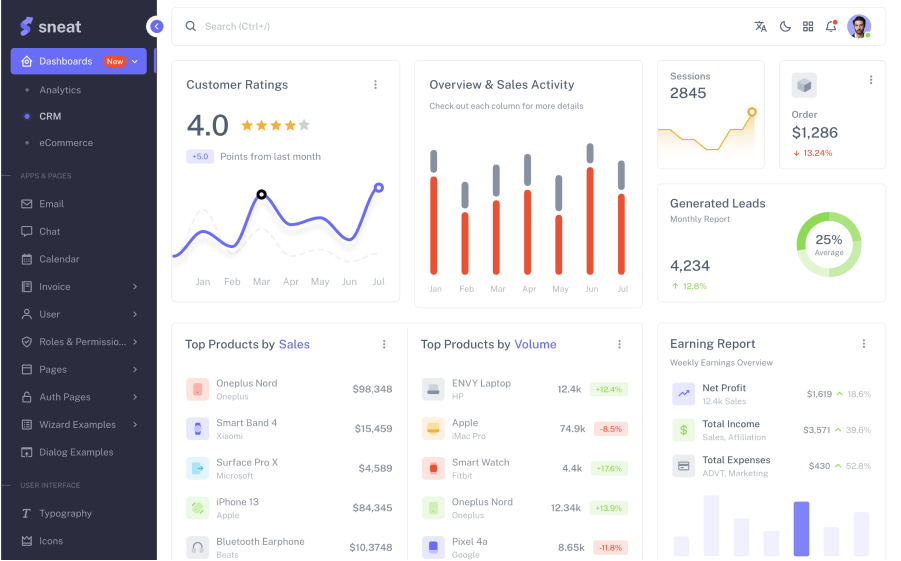 sneat
Search (Ctrl+/)
Dashboards New
Analytics
CRM
eCommerce
APPS & PAGES
Email
Chat
Calendar
Invoice
User
Roles & Permissio...
Pages
Auth Pages
Wizard Examples
Dialog Examples
USER INTERFACE
Typography
Icons
Customer Ratings
4.0
+5.0 Points from last month
Jan Feb Mar Apr May Jun Jul
Overview & Sales Activity
Check out each column for more details
Jan Feb Mar Apr May Jun Jul
Sessions
2845
Order
$1,286
13.24%
Generated Leads
Monthly Report
4,234
12.8%
25%
Average
Top Products by Sales
Oneplus Nord
Oneplus
$98,348
Smart Band 4
Xiaomi
$15,459
Surface Pro X
Microsoft
$4,589
iPhone 13
Apple
$84,345
Bluetooth Earphone
Beats
$10,3748
Top Products by Volume
ENVY Laptop
HP
12.4k +12.4%
Apple
iMac Pro
74.9k -8.5%
Smart Watch
Fitbit
4.4k +17.6%
Oneplus Nord
Oneplus
12.34k +13.9%
Pixel 4a
Google
8.65k -11.8%
Earning Report
Weekly Earnings Overview
Net Profit
12.4k Sales
$1,619 18.6%
Total Income
Sales, Affiliation
$3,571 39.6%
Total Expenses
ADVT, Marketing
$430 52.8%